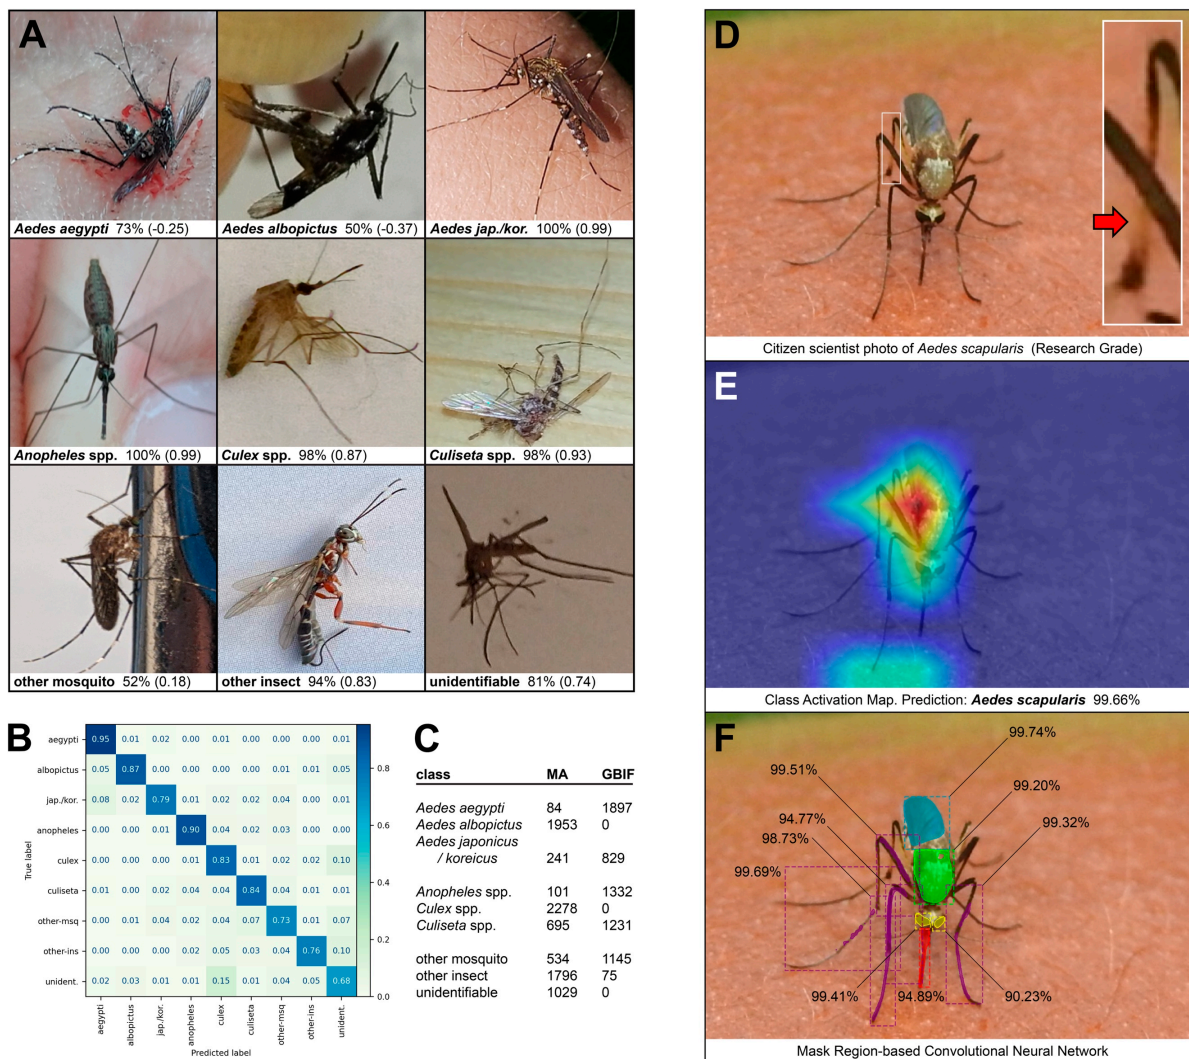 A
Aedes aegypti 73% (-0.25)
Aedes albopictus 50% (-0.37)
Aedes jap./kor. 100% (0.99)
Anopheles spp. 100% (0.99)
Culex spp. 98% (0.87)
Culiseta spp. 98% (0.93)
other mosquito 52% (0.18)
other insect 94% (0.83)
unidentifiable 81% (0.74)
B
True label
aegypti 0.95 0.01 0.02 0.00 0.01 0.00 0.00 0.00 0.01
albopictus 0.05 0.87 0.00 0.00 0.00 0.00 0.01 0.01 0.05
jap./kor. 0.08 0.02 0.79 0.01 0.02 0.02 0.04 0.00 0.01
anopheles 0.00 0.00 0.01 0.90 0.04 0.02 0.03 0.00 0.00
culex 0.00 0.01 0.00 0.01 0.83 0.01 0.02 0.02 0.10
culiseta 0.01 0.00 0.02 0.04 0.04 0.84 0.04 0.01 0.01
other-msq 0.00 0.01 0.04 0.02 0.04 0.07 0.73 0.01 0.07
other-ins 0.00 0.01 0.00 0.02 0.05 0.03 0.04 0.76 0.10
unident. 0.02 0.03 0.01 0.01 0.15 0.01 0.04 0.05 0.68
aegypti
albopictus
jap./kor.
anopheles
culex
culiseta
other-msq
other-ins
unident.
Predicted label
0.8
0.6
0.4
0.2
0.0
C
class MA GBIF
Aedes aegypti 84 1897
Aedes albopictus 1953 0
Aedes japonicus
/ koreicus 241 829
Anopheles spp. 101 1332
Culex spp. 2278 0
Culiseta spp. 695 1231
other mosquito 534 1145
other insect 1796 75
unidentifiable 1029 0
D
Citizen scientist photo of Aedes scapularis (Research Grade)
E
Class Activation Map. Prediction: Aedes scapularis 99.66%
F
99.74%
99.51%
99.20%
94.77%
99.32%
98.73%
99.69%
99.41%
94.89%
90.23%
Mask Region-based Convolutional Neural Network